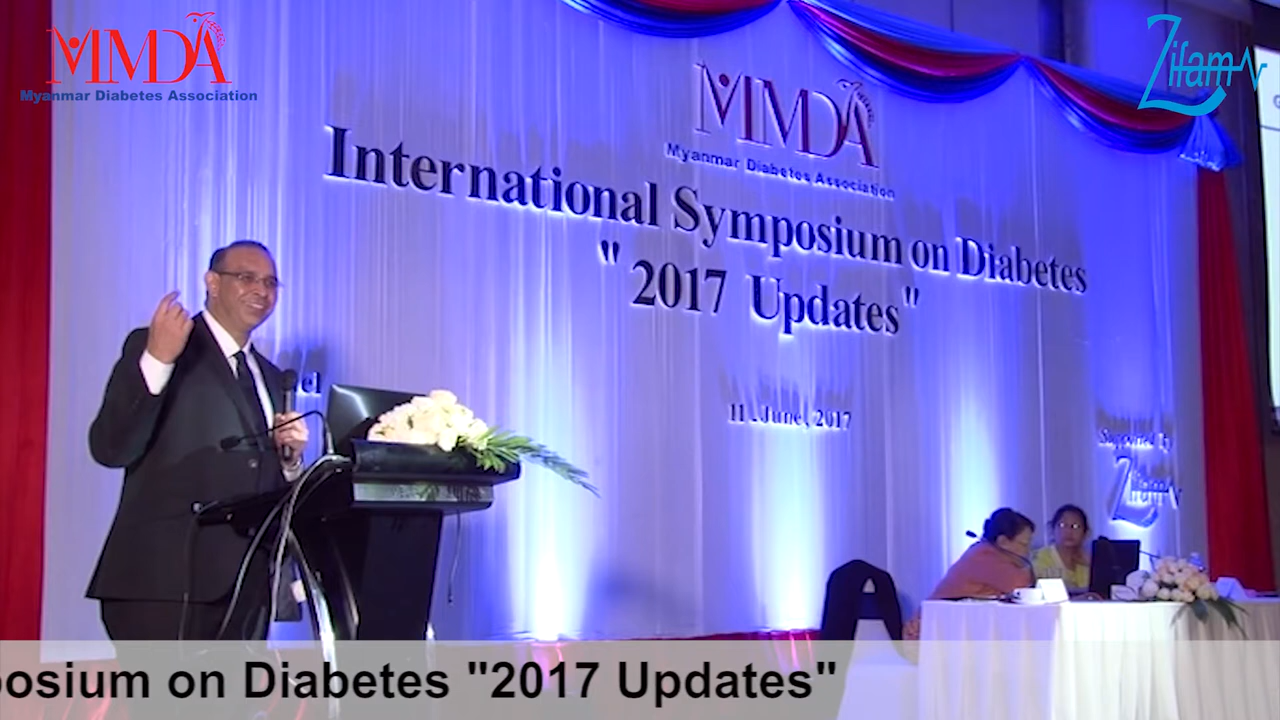 MMDA
Myanmar Diabetes Association
Zifam
MMDA
Myanmar Diabetes Association
International Symposium on Diabetes
" 2017 Updates"
11 . June, 2017
Supported By
Zifam
posium on Diabetes "2017 Updates"